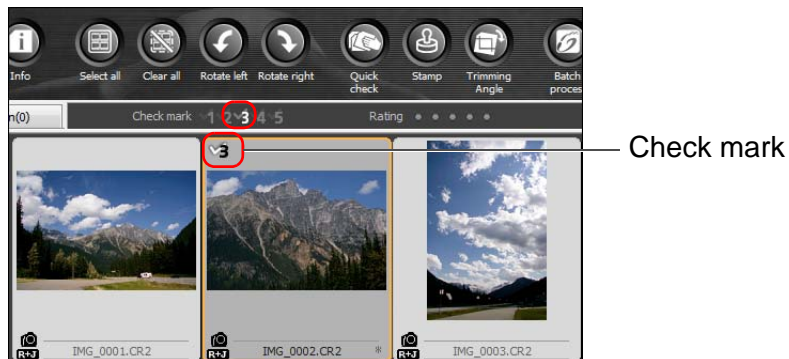 i
Info
Select all
Clear all
Rotate left
Rotate right
Quick
check
Stamp
Trimming
Angle
Batch
proces
n(0)
Check mark 1 2 3 4 5
Rating
3
Check mark
R+J
IMG_0001.CR2
R+J
IMG_0002.CR2 *
R+J
IMG_0003.CR2